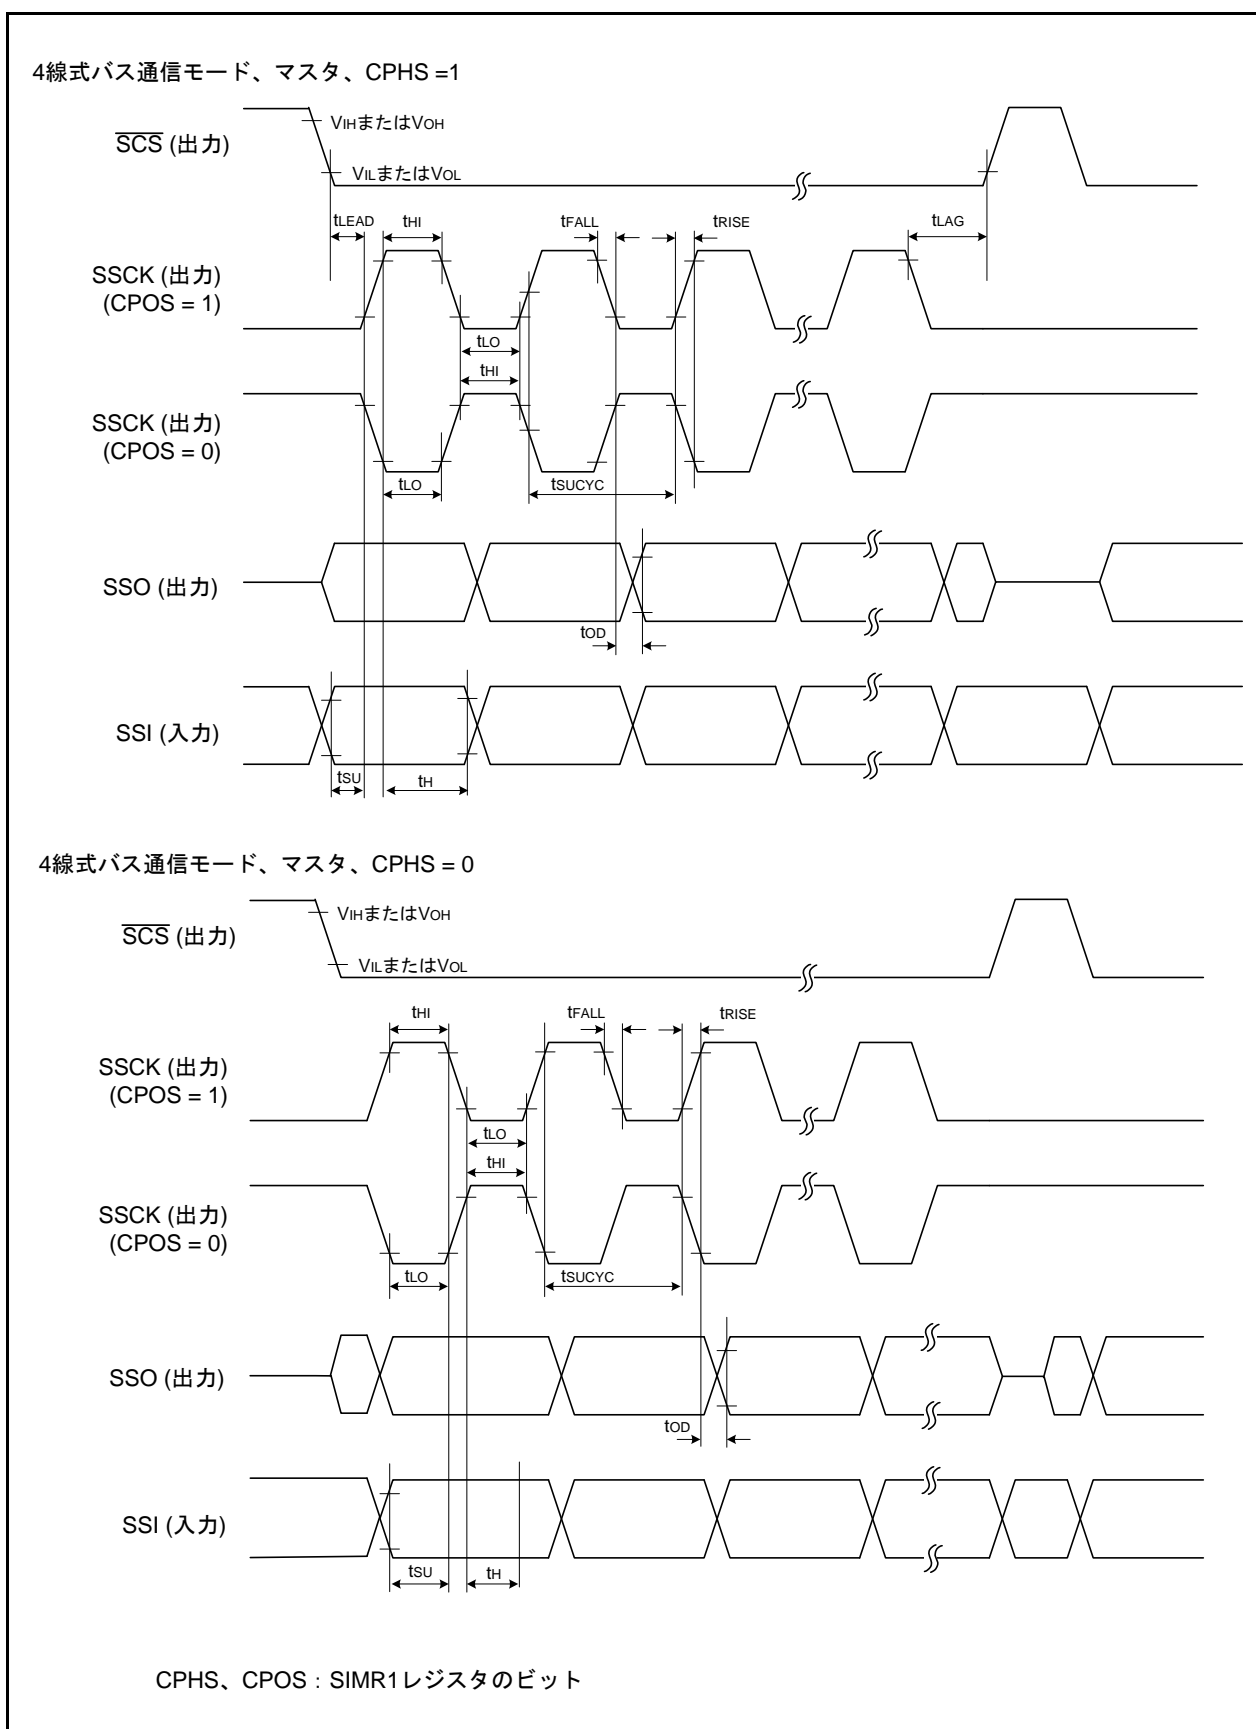 4線式バス通信モード、マスタ、CPHS =1
VIHまたはVOH
SCS (出力)
VILまたはVOL
tLEAD tHI tFALL tRISE tLAG
SSCK (出力)
(CPOS = 1)
tLO
tHI
SSCK (出力)
(CPOS = 0)
tLO tSUCYC
SSO (出力)
tOD
SSI (入力)
tSU tH
4線式バス通信モード、マスタ、CPHS = 0
VIHまたはVOH
SCS (出力)
VILまたはVOL
tHI tFALL tRISE
SSCK (出力)
(CPOS = 1)
tLO
tHI
SSCK (出力)
(CPOS = 0)
tLO tSUCYC
SSO (出力)
tOD
SSI (入力)
tSU tH
CPHS、CPOS : SIMR1レジスタのビット